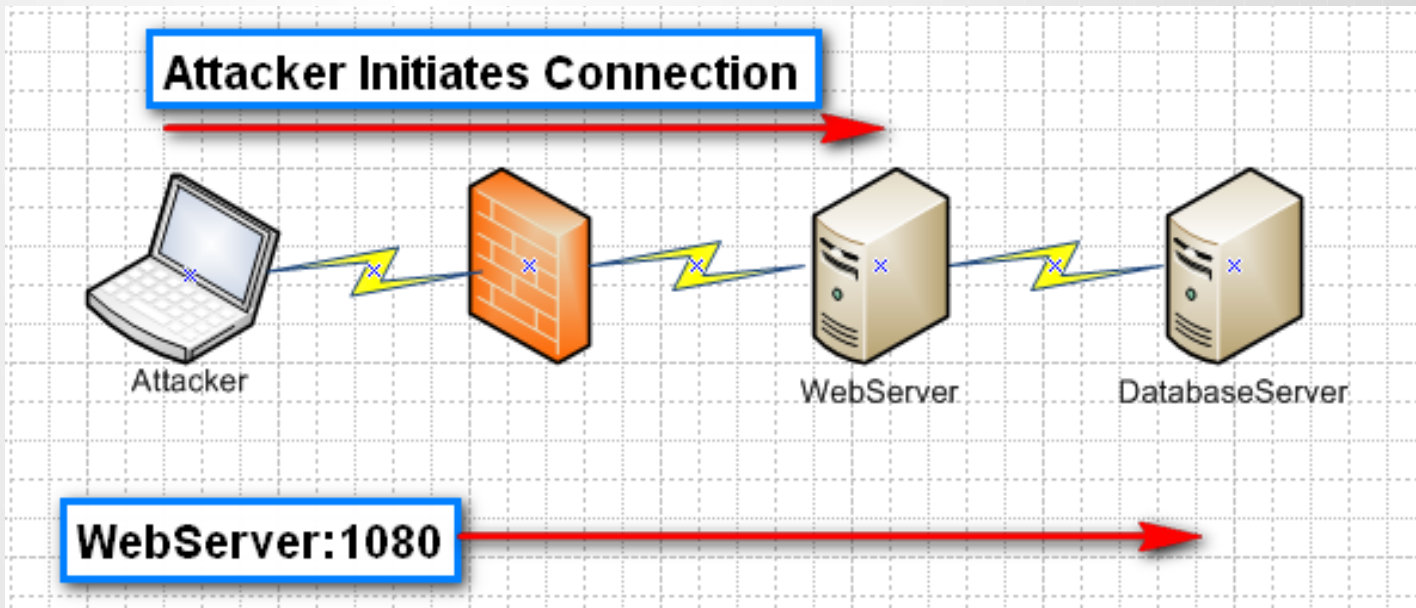 Attacker Initiates Connection
Attacker
WebServer
DatabaseServer
WebServer:1080